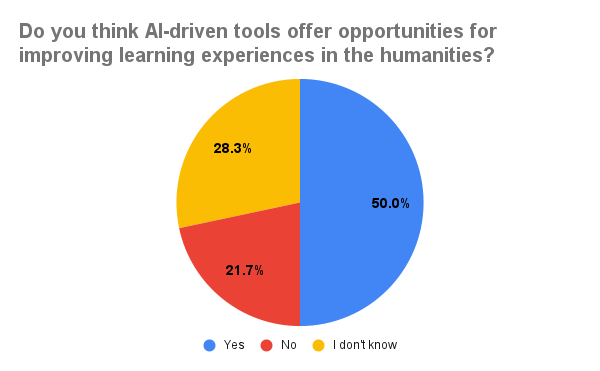 Do you think AI-driven tools offer opportunities for
improving learning experiences in the humanities?
28.3%
50.0%
21.7%
Yes No I don't know